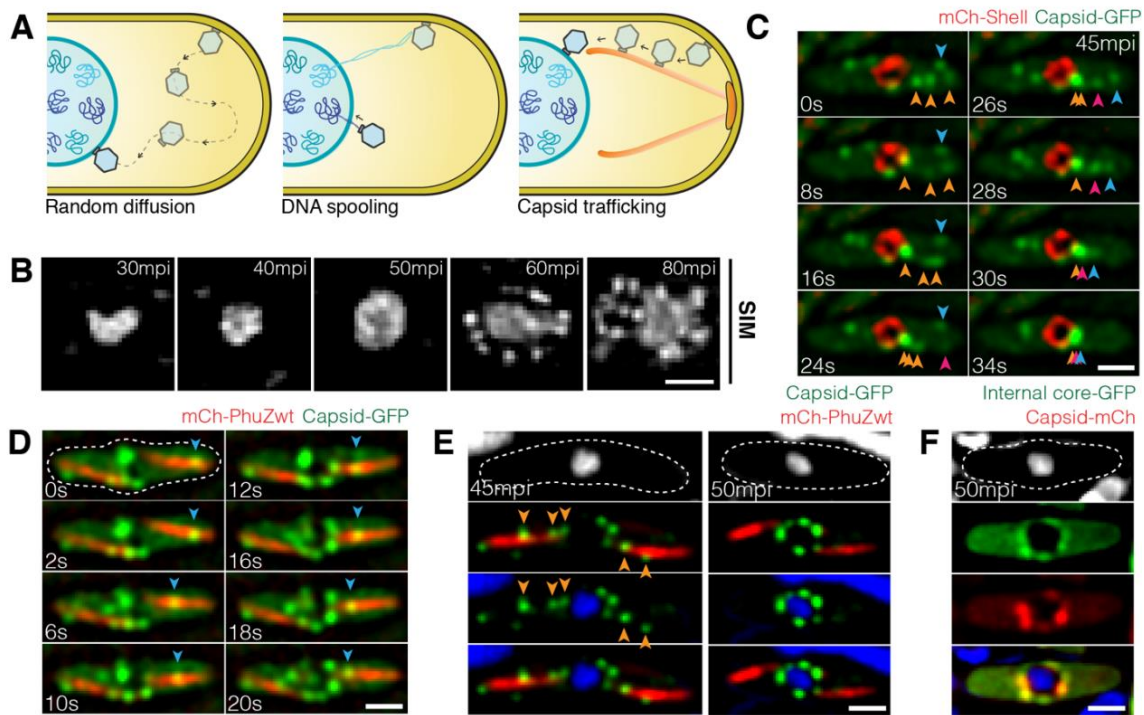 A
Random diffusion
DNA spooling
Capsid trafficking
B
30mpi
40mpi
50mpi
60mpi
80mpi
SIM
C
mCh-Shell Capsid-GFP
45mpi
0s
26s
8s
28s
16s
30s
24s
34s
D
mCh-PhuZwt Capsid-GFP
0s
12s
2s
16s
6s
18s
10s
20s
E
Capsid-GFP
mCh-PhuZwt
45mpi
50mpi
F
Internal core-GFP
Capsid-mCh
50mpi